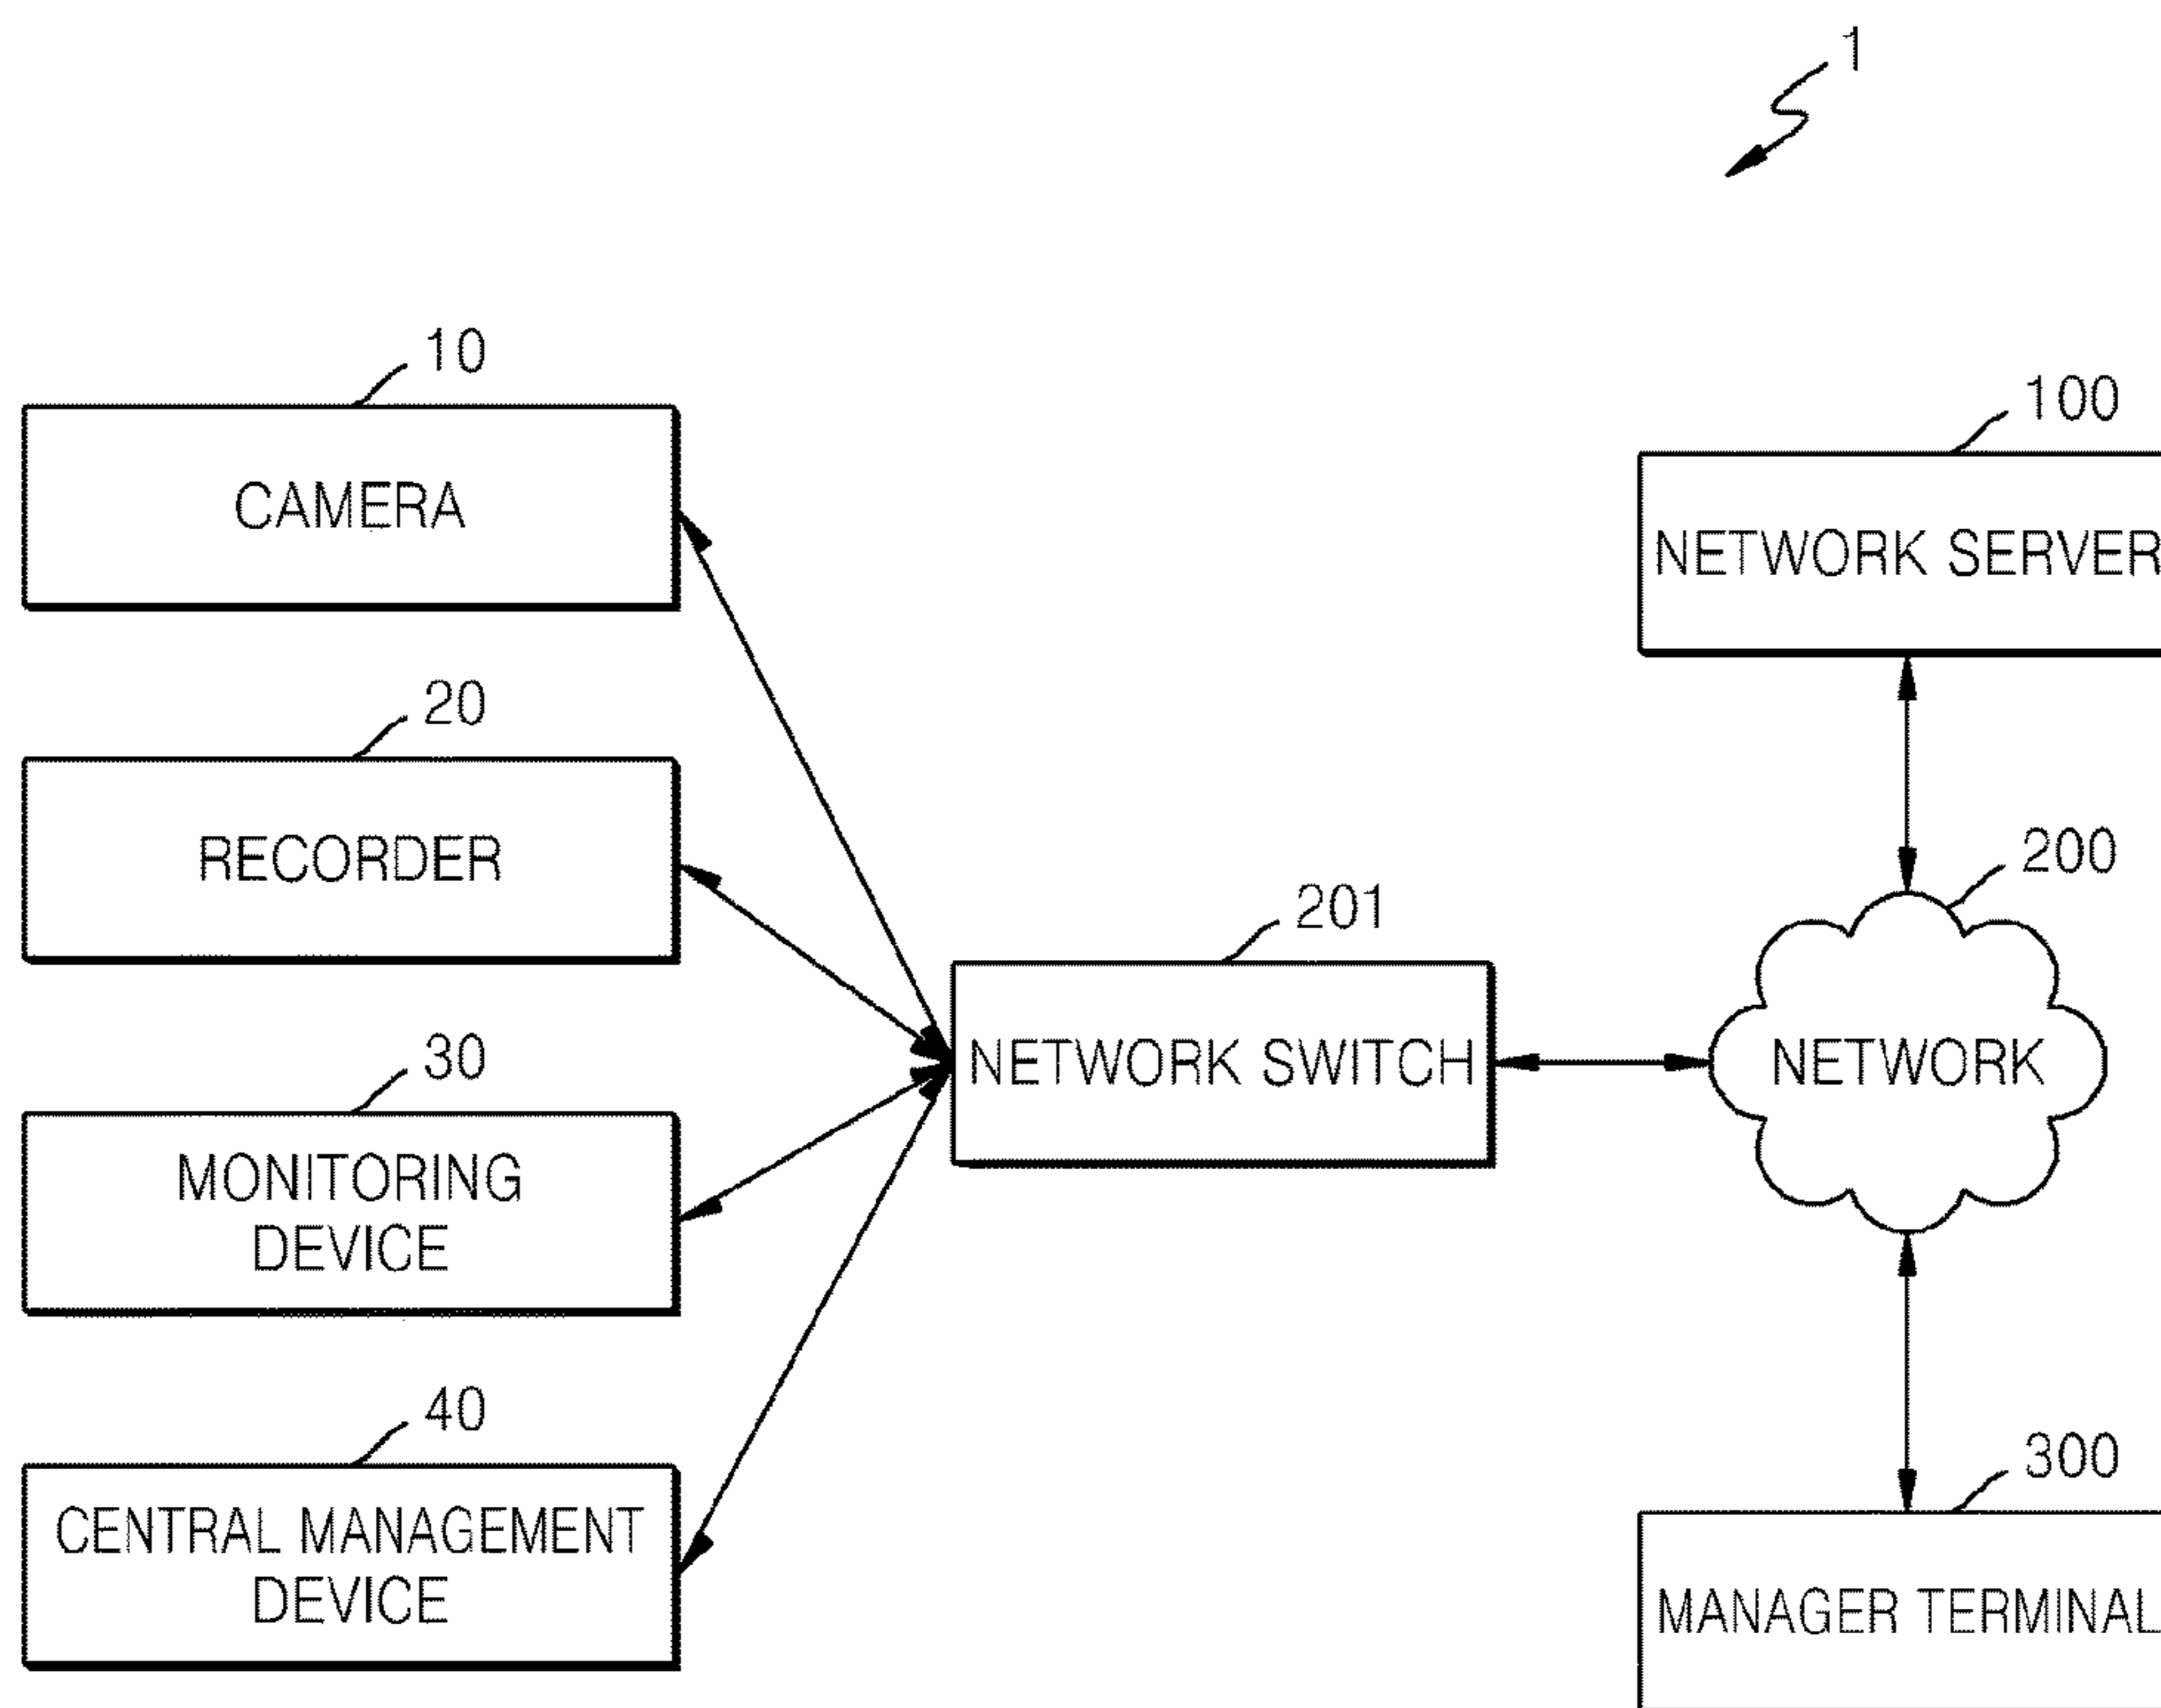 1
10
CAMERA
100
NETWORK SERVER
20
RECORDER
200
NETWORK
201
NETWORK SWITCH
30
MONITORING
DEVICE
40
CENTRAL MANAGEMENT
DEVICE
300
MANAGER TERMINAL